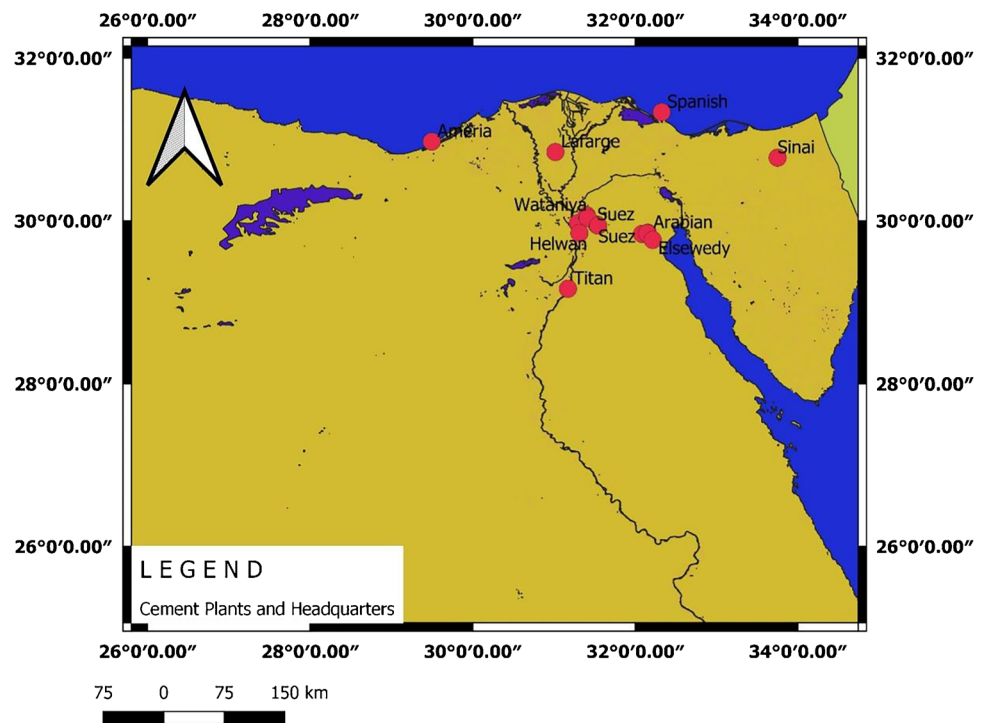 26°0′0.00″ 28°0′0.00″ 30°0′0.00″ 32°0′0.00″ 34°0′0.00″
32°0′0.00″ 32°0′0.00″
Spanish
Ameria
Lafarge
Sinai
Wataniya
Suez
30°0′0.00″ 30°0′0.00″
Arabian
Suez
Helwan
Elsewedy
Titan
28°0′0.00″ 28°0′0.00″
26°0′0.00″ 26°0′0.00″
LEGEND
Cement Plants and Headquarters
26°0′0.00″ 28°0′0.00″ 30°0′0.00″ 32°0′0.00″ 34°0′0.00″
75 0 75 150 km